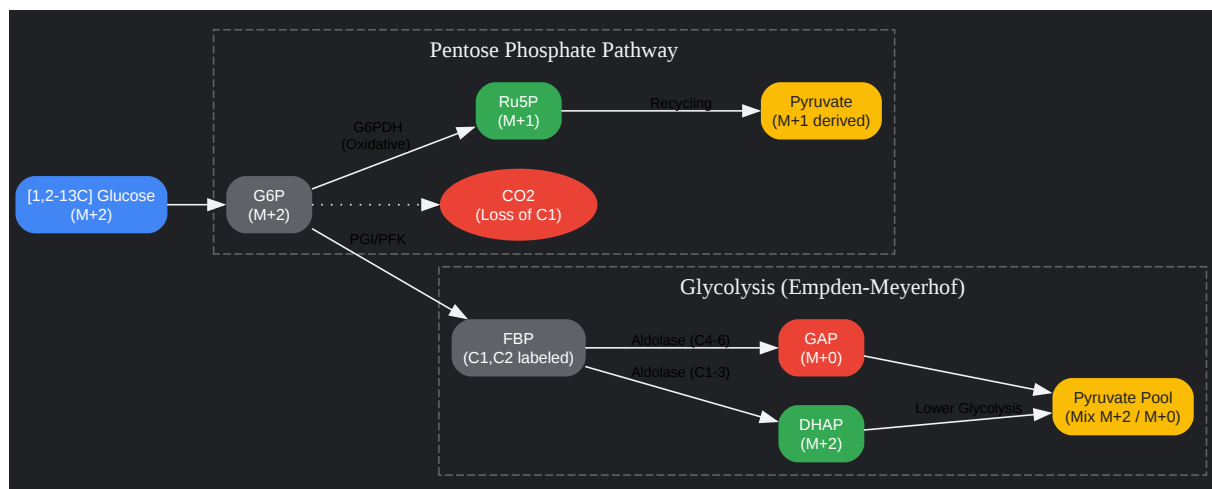 Pentose Phosphate Pathway
Ru5P
(M+1)
Recycling
Pyruvate
(M+1 derived)
G6PDH
(Oxidative)
[1,2-13C] Glucose
(M+2)
G6P
(M+2)
CO2
(Loss of C1)
PGI/PFK
Glycolysis (Empden-Meyerhof)
FBP
(C1,C2 labeled)
Aldolase (C4-6)
GAP
(M+0)
Aldolase (C1-3)
DHAP
(M+2)
Lower Glycolysis
Pyruvate Pool
(Mix M+2 / M+0)